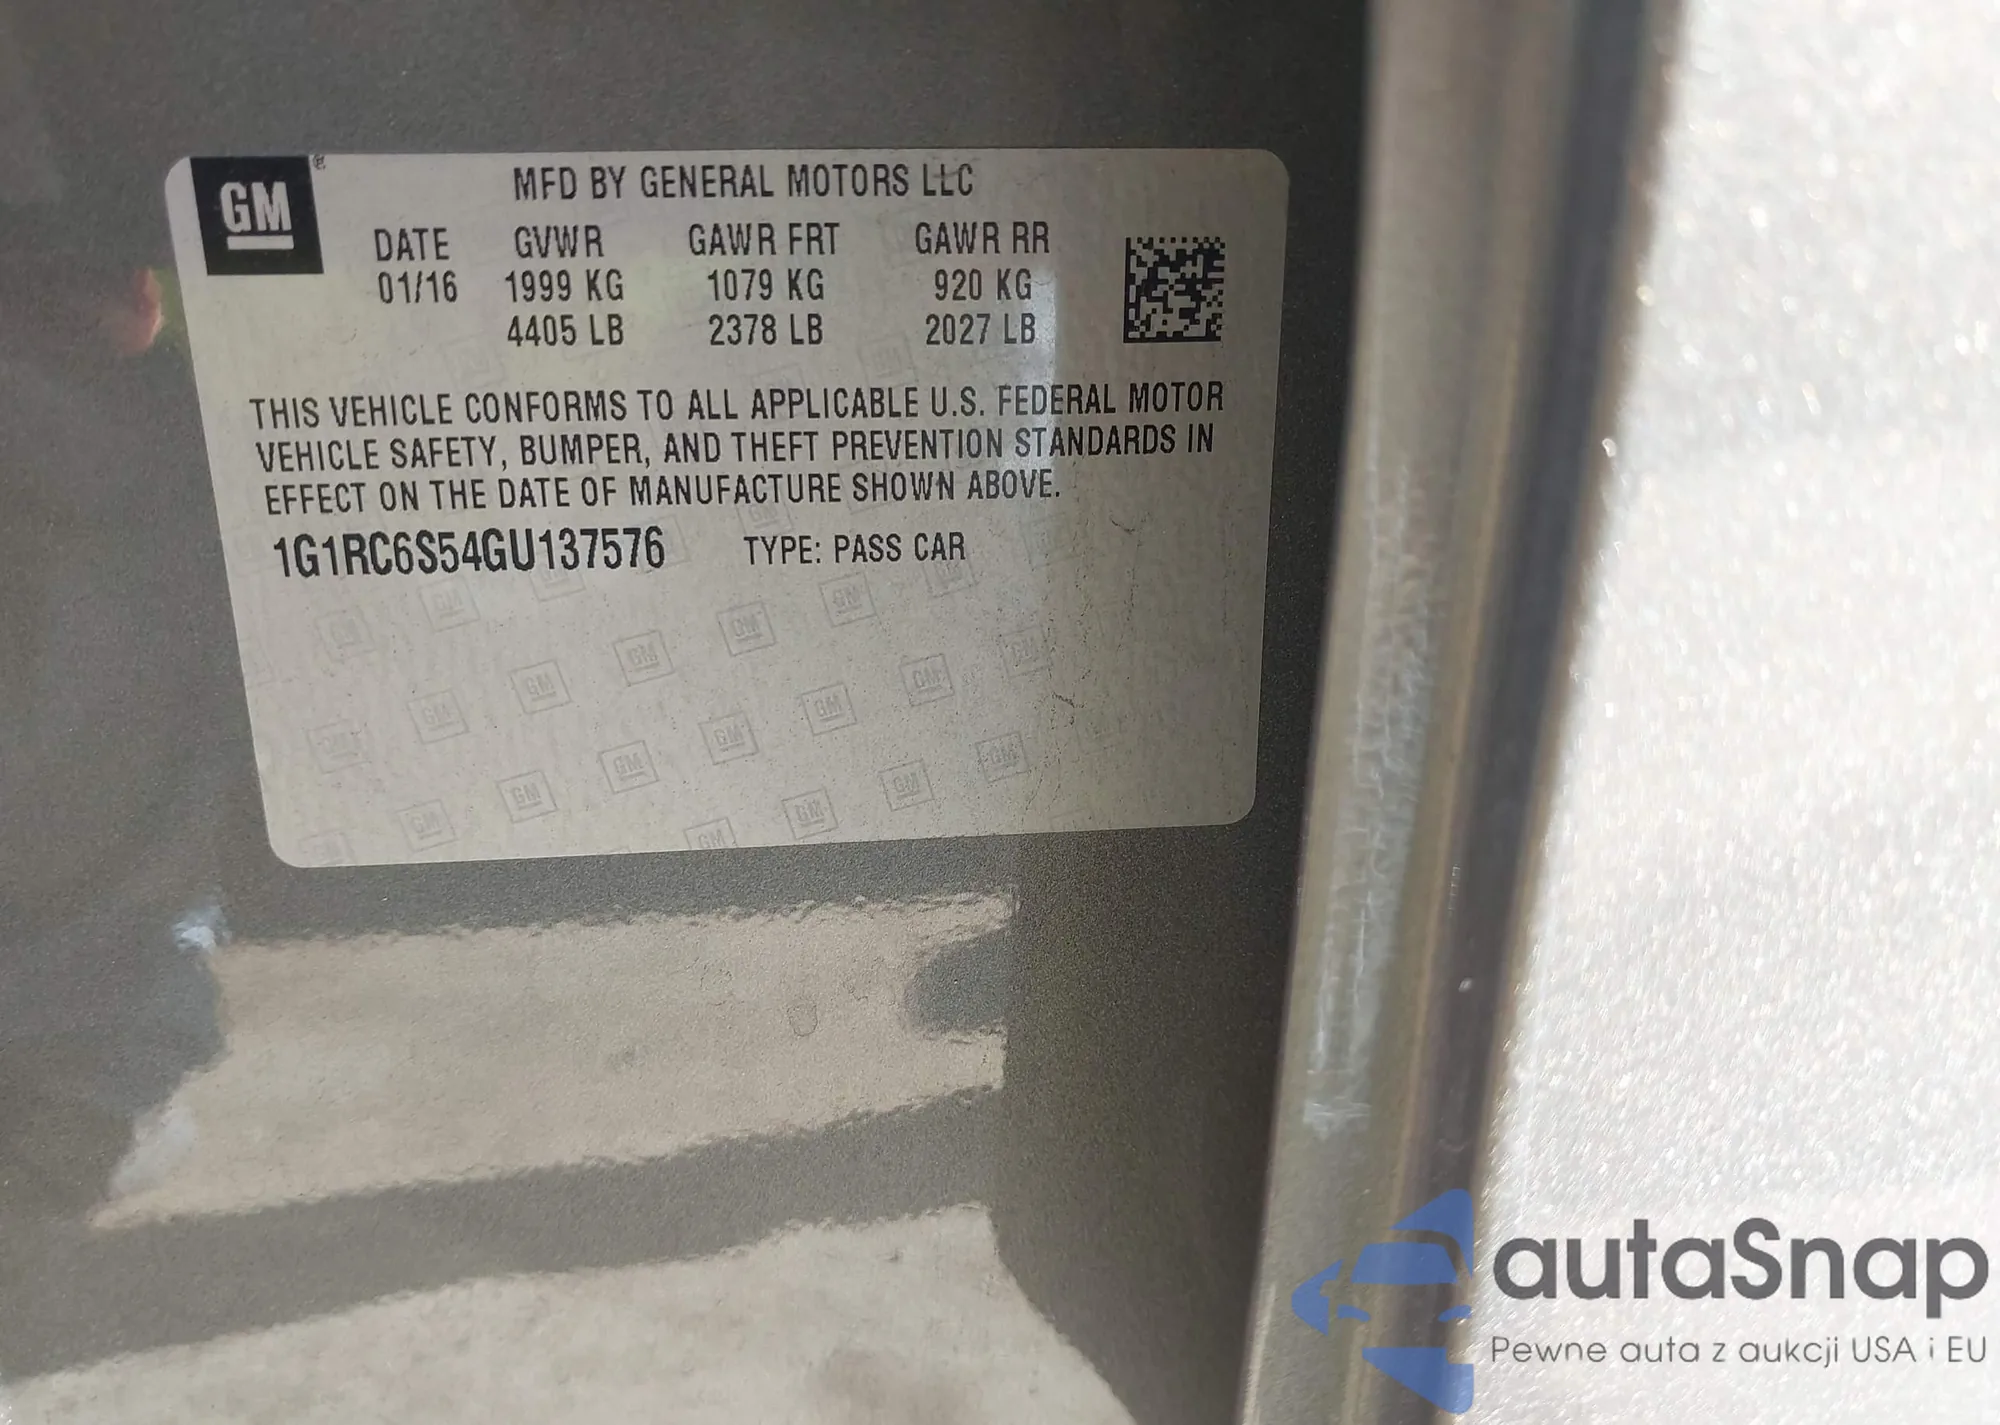 GM
MFD BY GENERAL MOTORS LLC
DATE GVWR GAWR FRT GAWR RR
01/16 1999 KG 1079 KG 920 KG
4405 LB 2378 LB 2027 LB
THIS VEHICLE CONFORMS TO ALL APPLICABLE U.S. FEDERAL MOTOR
VEHICLE SAFETY, BUMPER, AND THEFT PREVENTION STANDARDS IN
EFFECT ON THE DATE OF MANUFACTURE SHOWN ABOVE.
1G1RC6S54GU137576 TYPE: PASS CAR
autaSnap
Pewne auta z aukcji USA i EU